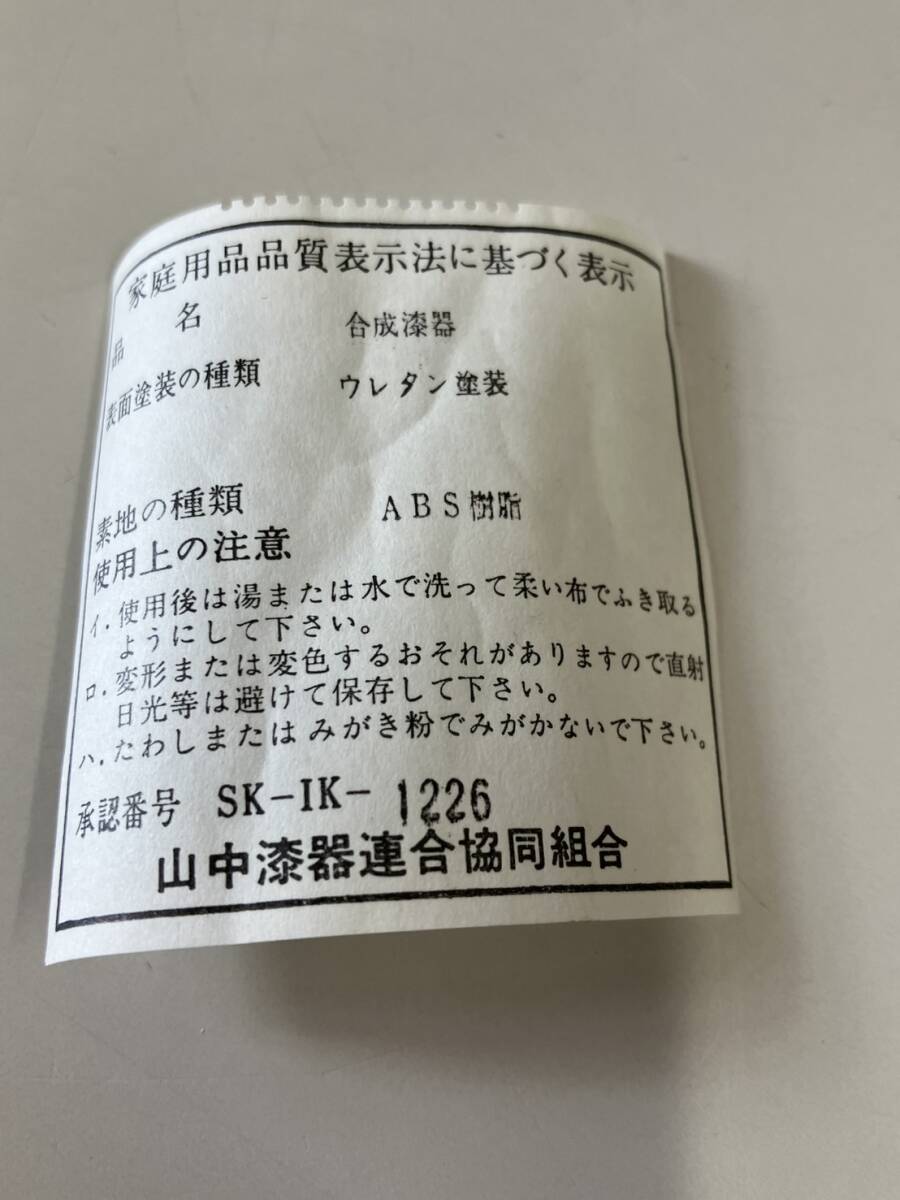 家庭用品品質表示法に基づく表示
品名 合成漆器
表面塗装の種類 ウレタン塗装
素地の種類 ABS樹脂
使用上の注意
イ.使用後は湯または水で洗って柔い布でふき取る
ようにして下さい。
ロ.変形または変色するおそれがありますので直射
日光等は避けて保存して下さい。
ハ.たわしまたはみがき粉でみがかないで下さい。
承認番号 SK-IK-1226
山中漆器連合協同組合